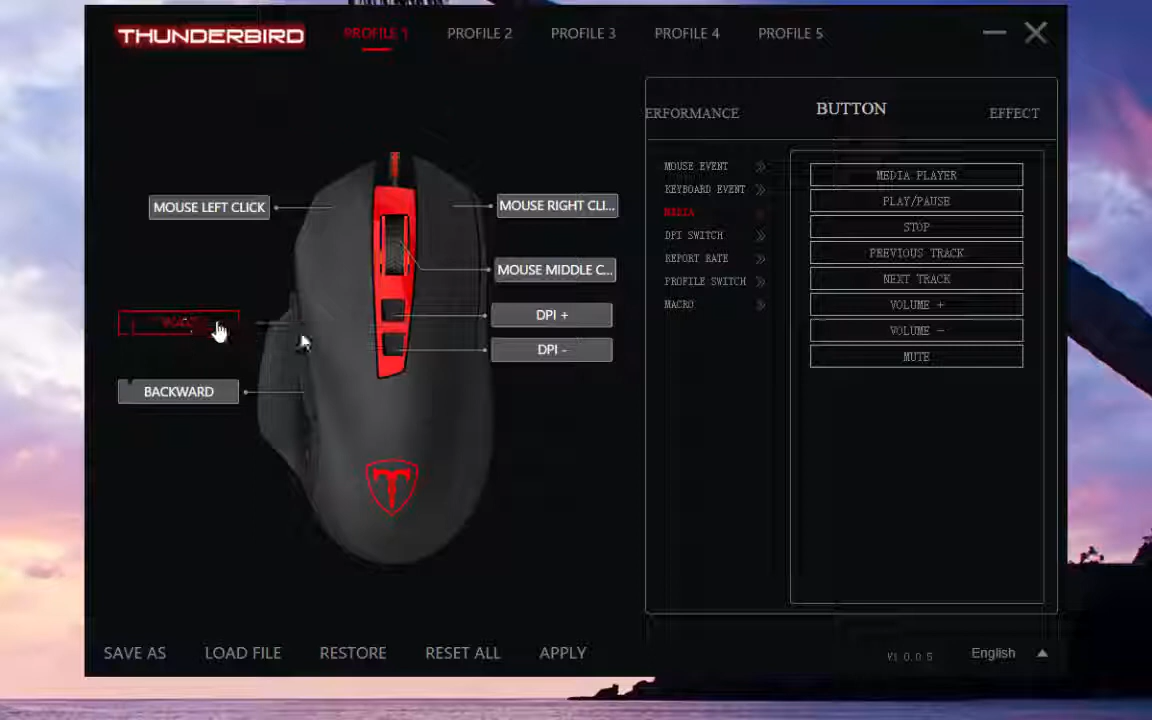 THUNDERBIRD
PROFILE 1
PROFILE 2
PROFILE 3
PROFILE 4
PROFILE 5
ERFORMANCE
BUTTON
EFFECT
MOUSE LEFT CLICK
MOUSE RIGHT CLI...
MOUSE MIDDLE C...
DPI +
DPI -
BACKWARD
MOUSE EVENT
KEYBOARD EVENT
MEDIA
DPI SWITCH
REPORT RATE
PROFILE SWITCH
MACRO
MEDIA PLAYER
PLAY/PAUSE
STOP
PREVIOUS TRACK
NEXT TRACK
VOLUME +
VOLUME -
MUTE
SAVE AS
LOAD FILE
RESTORE
RESET ALL
APPLY
V1.0.0.5
English